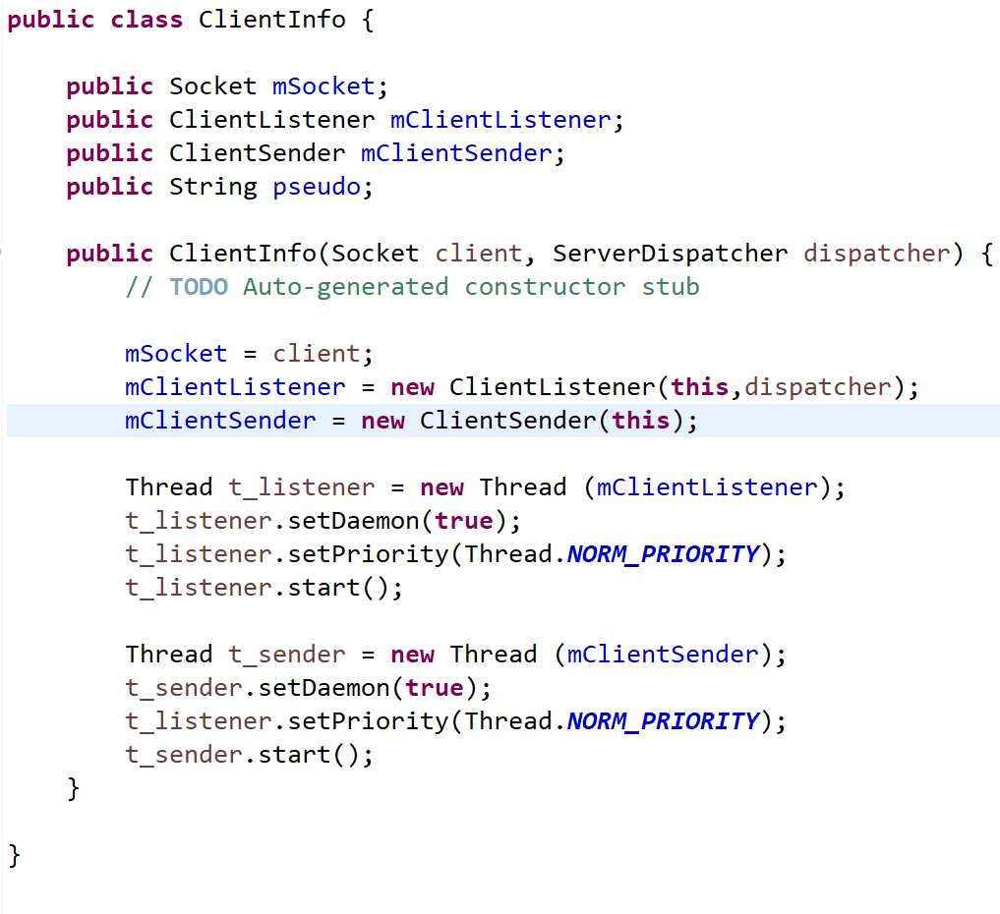 public class ClientInfo {
public Socket mSocket;
public ClientListener mClientListener;
public ClientSender mClientSender;
public String pseudo;
public ClientInfo(Socket client, ServerDispatcher dispatcher) {
// TODO Auto-generated constructor stub
mSocket = client;
mClientListener = new ClientListener(this,dispatcher);
mClientSender = new ClientSender(this);
Thread t_listener = new Thread (mClientListener);
t_listener.setDaemon(true);
t_listener.setPriority(Thread.NORM_PRIORITY);
t_listener.start();
Thread t_sender = new Thread (mClientSender);
t_sender.setDaemon(true);
t_listener.setPriority(Thread.NORM_PRIORITY);
t_sender.start();
}
}